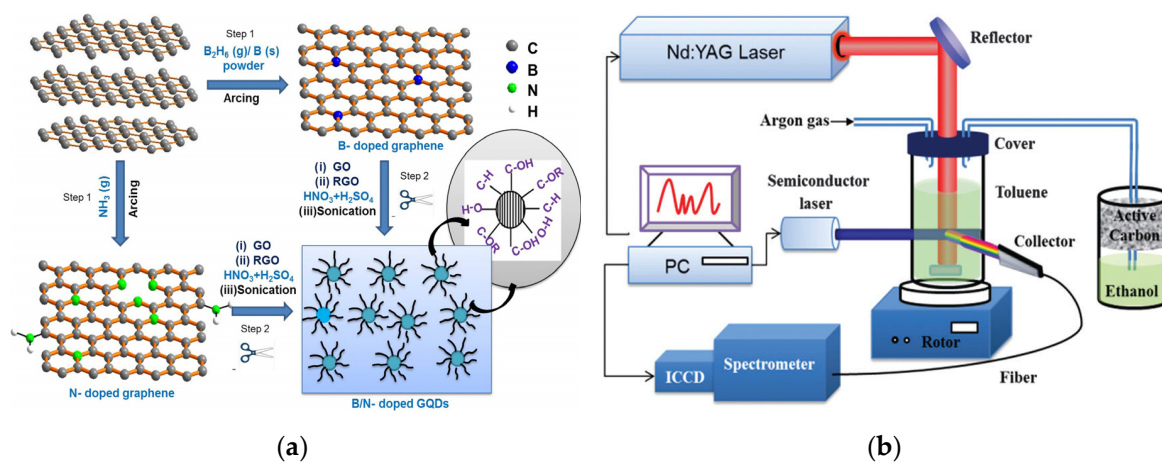 Step 1
B₂H₆ (g)/ B (s)
powder
Arcing
C
B
N
H
B- doped graphene
Step 1
NH₃ (g)
Arcing
(i) GO
(ii) RGO
HNO₃+H₂SO₄
(iii)Sonication
Step 2
C-OH
C-H
C-OR
H-O
C-H
O-H
C-OR
C-OH
(i) GO
(ii) RGO
HNO₃+H₂SO₄
(iii)Sonication
Step 2
N- doped graphene
B/N- doped GQDs
(a)
Nd:YAG Laser
Reflector
Argon gas
Cover
Toluene
Semiconductor
laser
Collector
Active
Carbon
Ethanol
PC
Rotor
ICCD
Spectrometer
Fiber
(b)